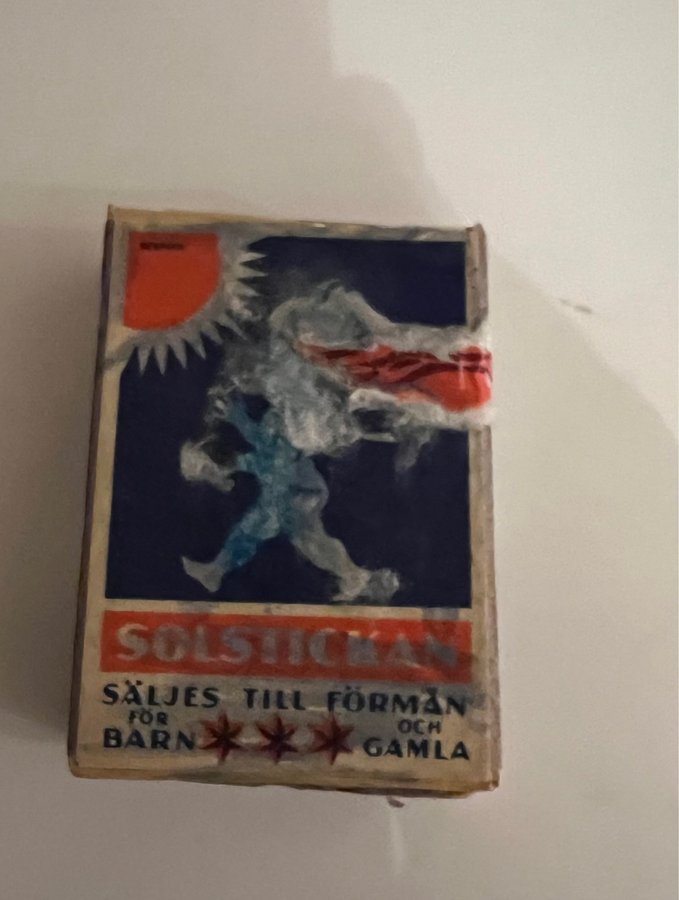 SOLSTICKAN
SÄLJES TILL FÖRMÅN
FÖR OCH
BARN GAMLA